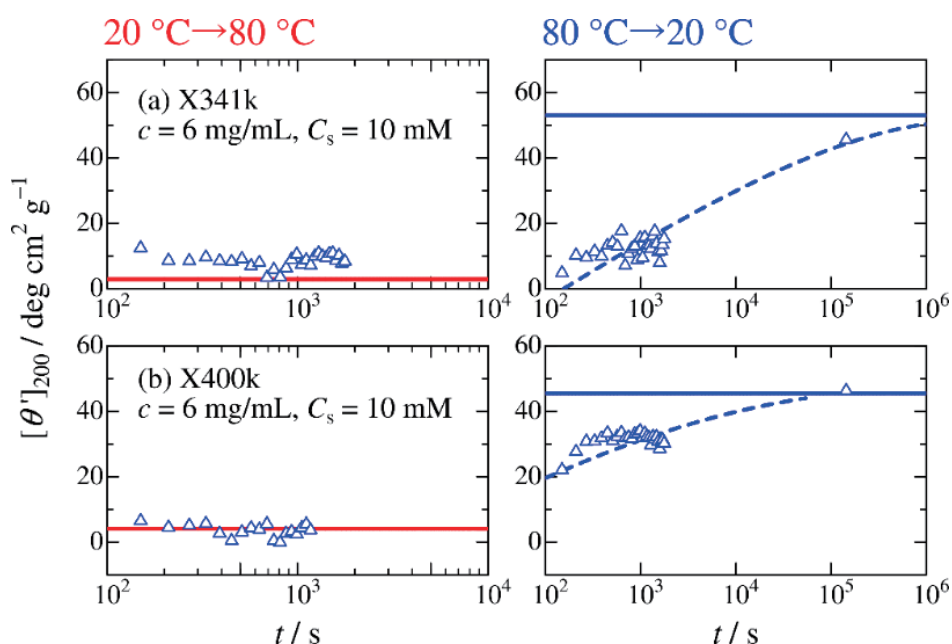 20 °C→80 °C 80 °C→20 °C
[θ']200 / deg cm² g⁻¹
60
40
20
0
(a) X341k
c = 6 mg/mL, Cs = 10 mM
10² 10³ 10⁴
60
40
20
0
10² 10³ 10⁴ 10⁵ 10⁶
60
40
20
0
(b) X400k
c = 6 mg/mL, Cs = 10 mM
10² 10³ 10⁴
60
40
20
0
10² 10³ 10⁴ 10⁵ 10⁶
t / s t / s